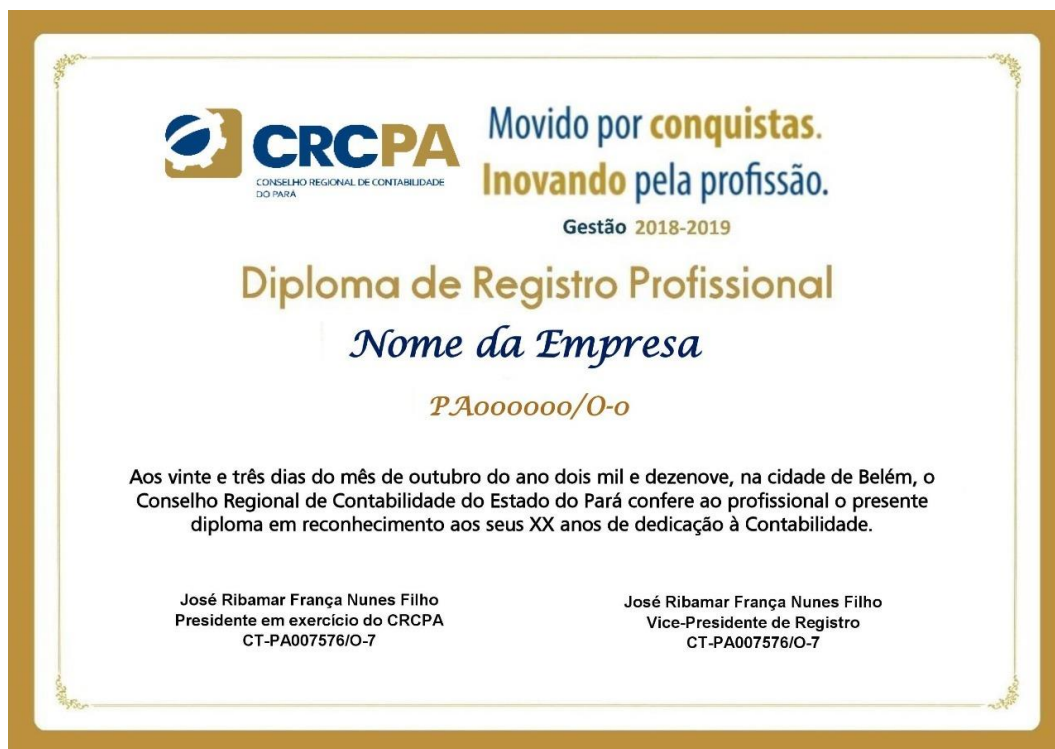 CRCPA
CONSELHO REGIONAL DE CONTABILIDADE
DO PARÁ
Movido por conquistas.
Inovando pela profissão.
Gestão 2018-2019
Diploma de Registro Profissional
Nome da Empresa
PA000000/O-0
Aos vinte e três dias do mês de outubro do ano dois mil e dezenove, na cidade de Belém, o
Conselho Regional de Contabilidade do Estado do Pará confere ao profissional o presente
diploma em reconhecimento aos seus XX anos de dedicação à Contabilidade.
José Ribamar França Nunes Filho
Presidente em exercício do CRCPA
CT-PA007576/O-7
José Ribamar França Nunes Filho
Vice-Presidente de Registro
CT-PA007576/O-7